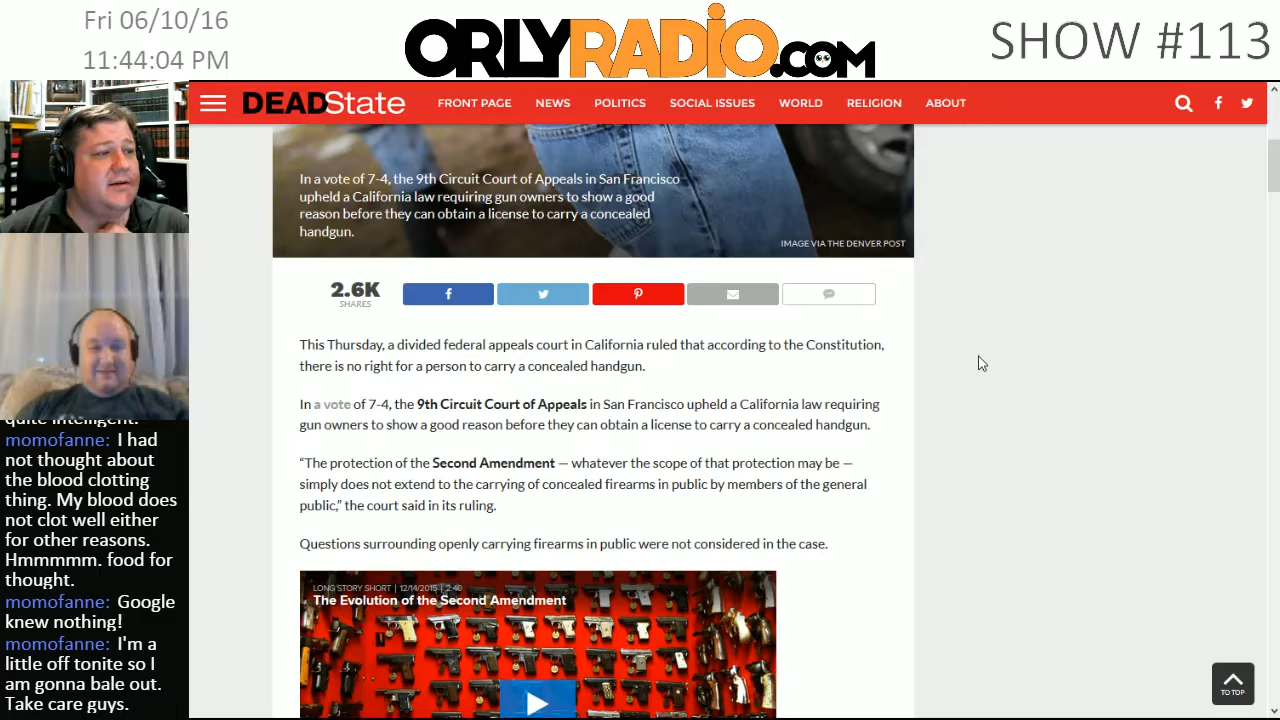 Fri 06/10/16
11:44:04 PM
ORLYRADIO.COM
SHOW #113
DEADState
FRONT PAGE NEWS POLITICS SOCIAL ISSUES WORLD RELIGION ABOUT
In a vote of 7-4, the 9th Circuit Court of Appeals in San Francisco
upheld a California law requiring gun owners to show a good
reason before they can obtain a license to carry a concealed
handgun.
IMAGE VIA THE DENVER POST
2.6K
SHARES
This Thursday, a divided federal appeals court in California ruled that according to the Constitution,
there is no right for a person to carry a concealed handgun.
In a vote of 7-4, the 9th Circuit Court of Appeals in San Francisco upheld a California law requiring
gun owners to show a good reason before they can obtain a license to carry a concealed handgun.
“The protection of the Second Amendment — whatever the scope of that protection may be —
simply does not extend to the carrying of concealed firearms in public by members of the general
public,” the court said in its ruling.
Questions surrounding openly carrying firearms in public were not considered in the case.
LONG STORY SHORT | 12/14/2015 | 2:40
The Evolution of the Second Amendment
TO TOP
quite intelligent.
momofanne: I had
not thought about
the blood clotting
thing. My blood does
not clot well either
for other reasons.
Hmmmmm. food for
thought.
momofanne: Google
knew nothing!
momofanne: I'm a
little off tonite so I
am gonna bale out.
Take care guys.